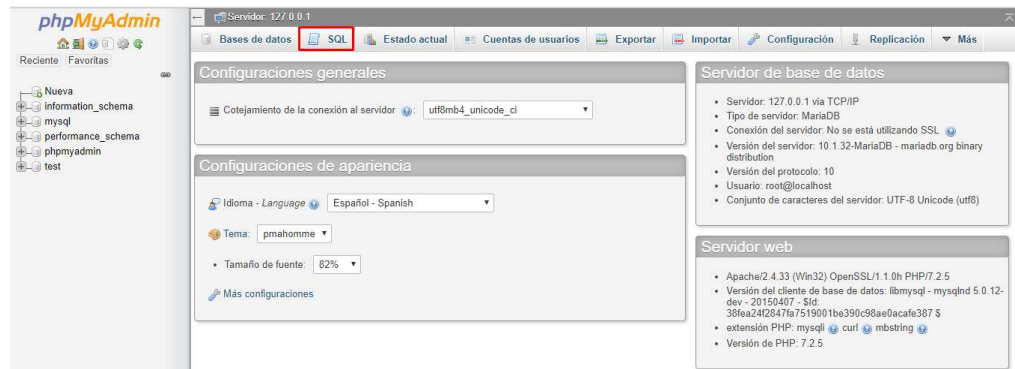 phpMyAdmin
Reciente Favoritas
Nueva
information_schema
mysql
performance_schema
phpmyadmin
test
Servidor: 127.0.0.1
Bases de datos SQL Estado actual Cuentas de usuarios Exportar Importar Configuración Replicación Más
Configuraciones generales
Cotejamiento de la conexión al servidor : utf8mb4_unicode_ci
Configuraciones de apariencia
Idioma - Language Español - Spanish
Tema: pmahomme
• Tamaño de fuente: 82%
Más configuraciones
Servidor de base de datos
• Servidor: 127.0.0.1 via TCP/IP
• Tipo de servidor: MariaDB
• Conexión del servidor: No se está utilizando SSL
• Versión del servidor: 10.1.32-MariaDB - mariadb.org binary
distribution
• Versión del protocolo: 10
• Usuario: root@localhost
• Conjunto de caracteres del servidor: UTF-8 Unicode (utf8)
Servidor web
• Apache/2.4.33 (Win32) OpenSSL/1.1.0h PHP/7.2.5
• Versión del cliente de base de datos: libmysql - mysqlnd 5.0.12-
dev - 20150407 - $Id:
38fea24f2847fa7519001be390c98ae0acafe387 $
• extensión PHP: mysqli curl mbstring
• Versión de PHP: 7.2.5